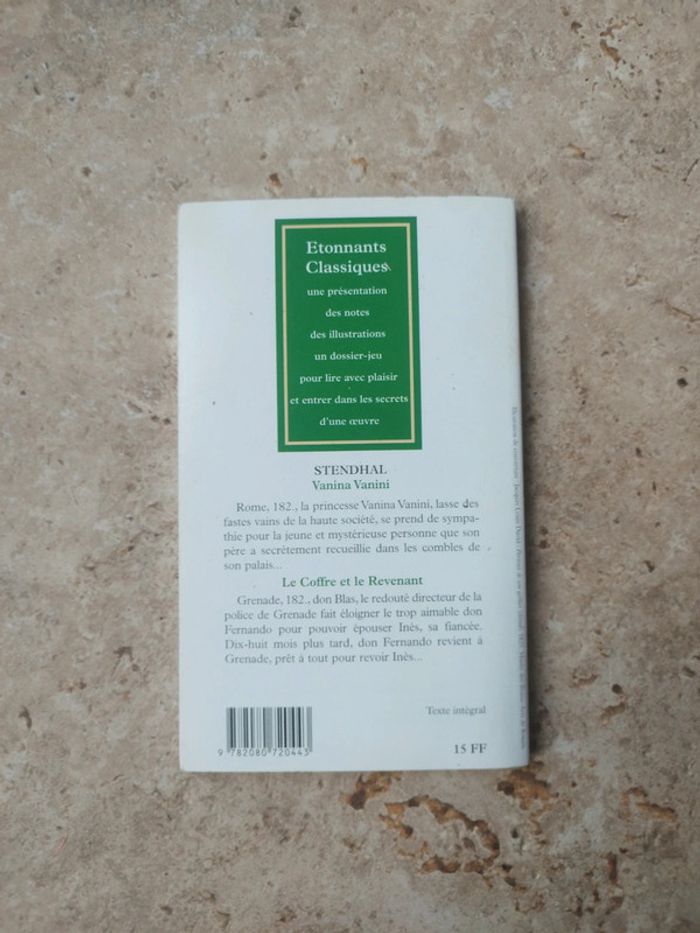 Etonnants
Classiques
une présentation
des notes
des illustrations
un dossier-jeu
pour lire avec plaisir
et entrer dans les secrets
d'une œuvre
STENDHAL
Vanina Vanini
Rome, 182., la princesse Vanina Vanini, lasse des
fastes vains de la haute société, se prend de sympa-
thie pour la jeune et mystérieuse personne que son
père a secrètement recueillie dans les combles de
son palais...
Le Coffre et le Revenant
Grenade, 182., don Blas, le redouté directeur de la
police de Grenade fait éloigner le trop aimable don
Fernando pour pouvoir épouser Inès, sa fiancée.
Dix-huit mois plus tard, don Fernando revient à
Grenade, prêt à tout pour revoir Inès...
Texte intégral
15 FF
9 782080 720443